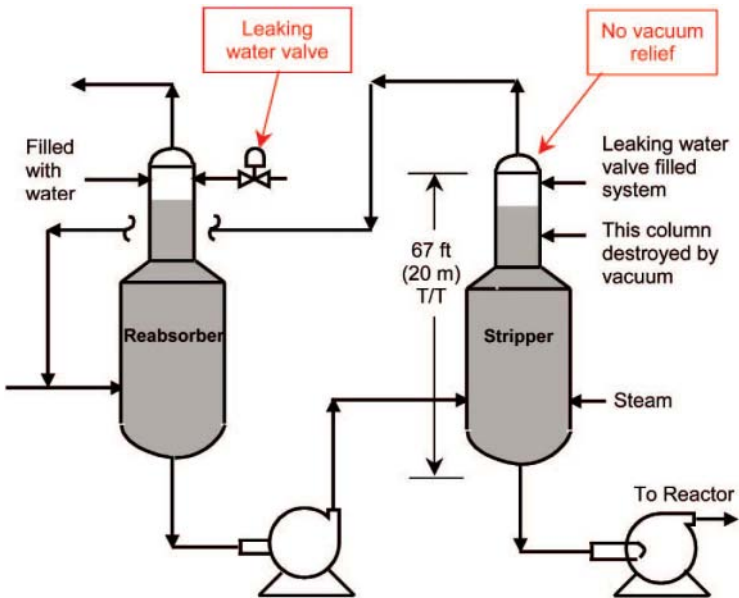 Leaking
water valve
No vacuum
relief
Filled
with
water
Leaking water
valve filled
system
This column
destroyed by
vacuum
67 ft
(20 m)
T/T
Reabsorber
Stripper
Steam
To Reactor